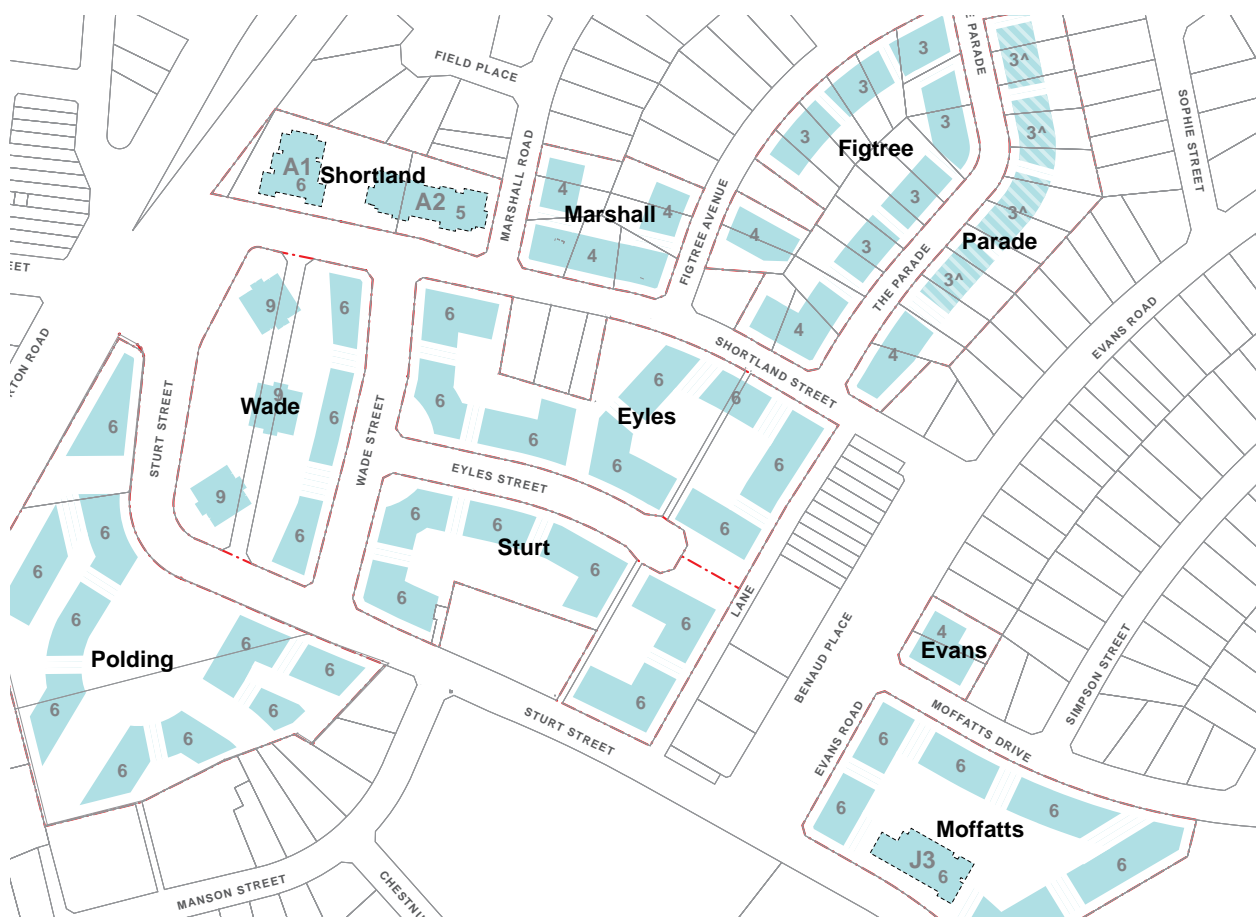 FIELD PLACE
E PARADE
3
3^
3
3
3^
SOPHIE STREET
3
3
Figtree
A1
6
Shortland
A2
5
MARSHALL ROAD
4
Marshall
4
4
FIGTREE AVENUE
4
3
3
3^
Parade
3^
THE PARADE
4
4
EVANS ROAD
SHORTLAND STREET
EET
TON ROAD
9
6
6
9
Wade
6
9
6
STURT STREET
WADE STREET
6
6
6
6
Eyles
6
6
6
6
EYLES STREET
6
6
Sturt
6
6
6
6
LANE
BENAUD PLACE
STURT STREET
6
6
6
6
Polding
6
6
6
6
6
6
MANSON STREET
CHESTNU
4
Evans
SIMPSON STREET
MOFFATTS DRIVE
EVANS ROAD
6
6
6
6
Moffatts
J3
6
6